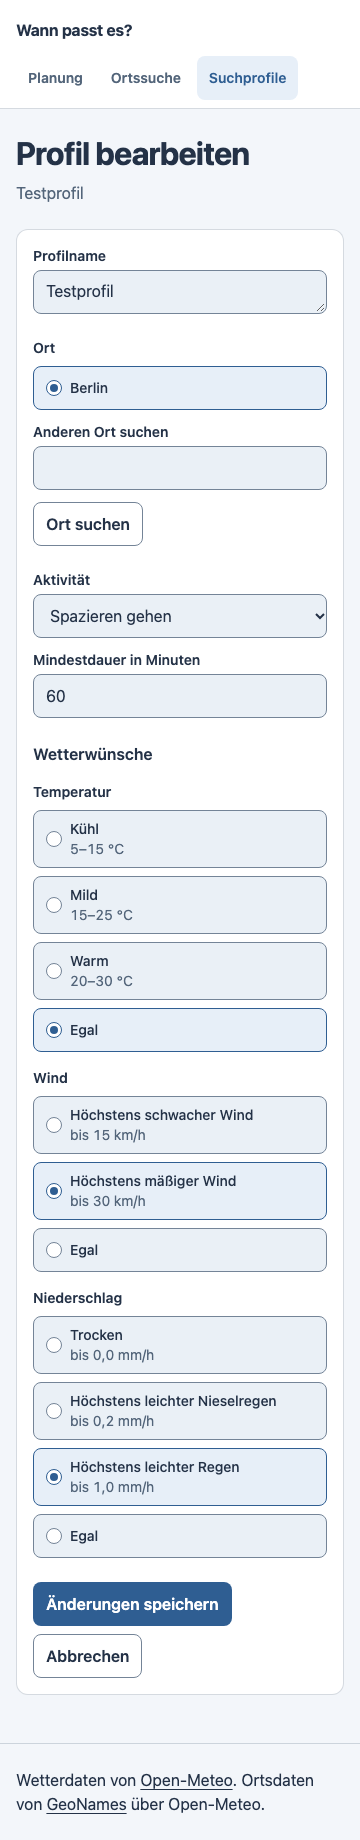 Wann passt es?
Planung Ortssuche Suchprofile
Profil bearbeiten
Testprofil
Profilname
Testprofil
Ort
Berlin
Anderen Ort suchen
Ort suchen
Aktivität
Spazieren gehen
Mindestdauer in Minuten
60
Wetterwünsche
Temperatur
Kühl
5–15 °C
Mild
15–25 °C
Warm
20–30 °C
Egal
Wind
Höchstens schwacher Wind
bis 15 km/h
Höchstens mäßiger Wind
bis 30 km/h
Egal
Niederschlag
Trocken
bis 0,0 mm/h
Höchstens leichter Nieselregen
bis 0,2 mm/h
Höchstens leichter Regen
bis 1,0 mm/h
Egal
Änderungen speichern
Abbrechen
Wetterdaten von Open-Meteo. Ortsdaten
von GeoNames über Open-Meteo.